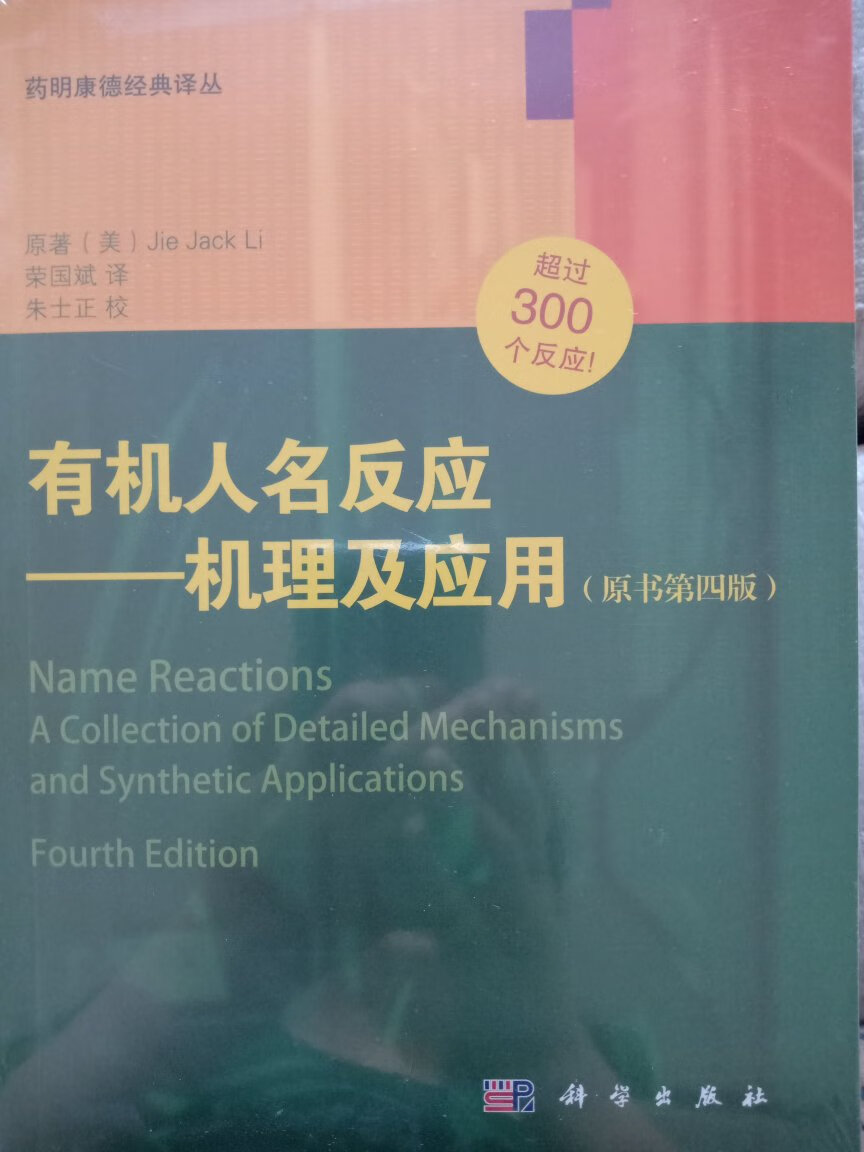 药明康德经典译丛
原著（美）Jie Jack Li
荣国斌 译
朱士正 校
超过
300
个反应!
有机人名反应
——机理及应用（原书第四版）
Name Reactions
A Collection of Detailed Mechanisms
and Synthetic Applications
Fourth Edition
科学出版社